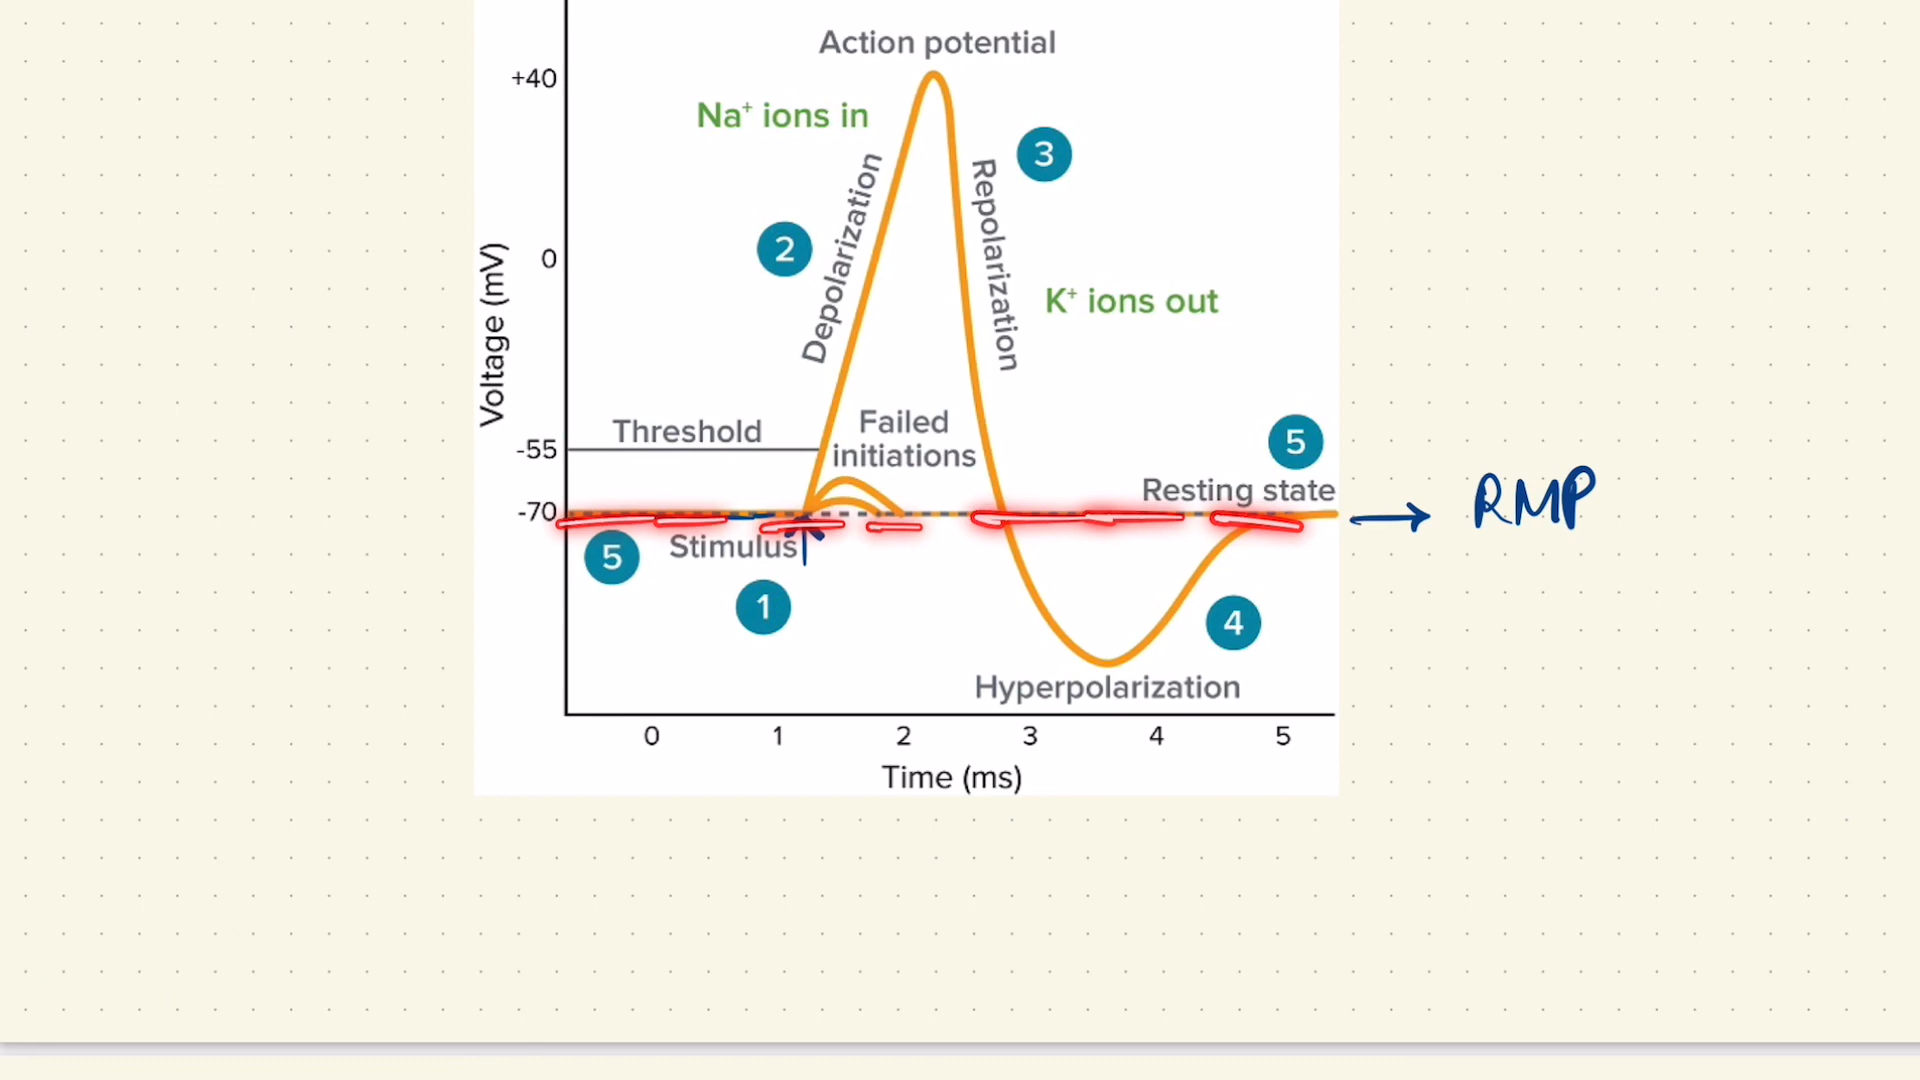 Action potential
+40
Na⁺ ions in
3
Depolarization
Repolarization
2
0
K⁺ ions out
Voltage (mV)
Threshold
Failed
initiations
-55
5
Resting state
-70
RMP
Stimulus
5
1
4
Hyperpolarization
0 1 2 3 4 5
Time (ms)